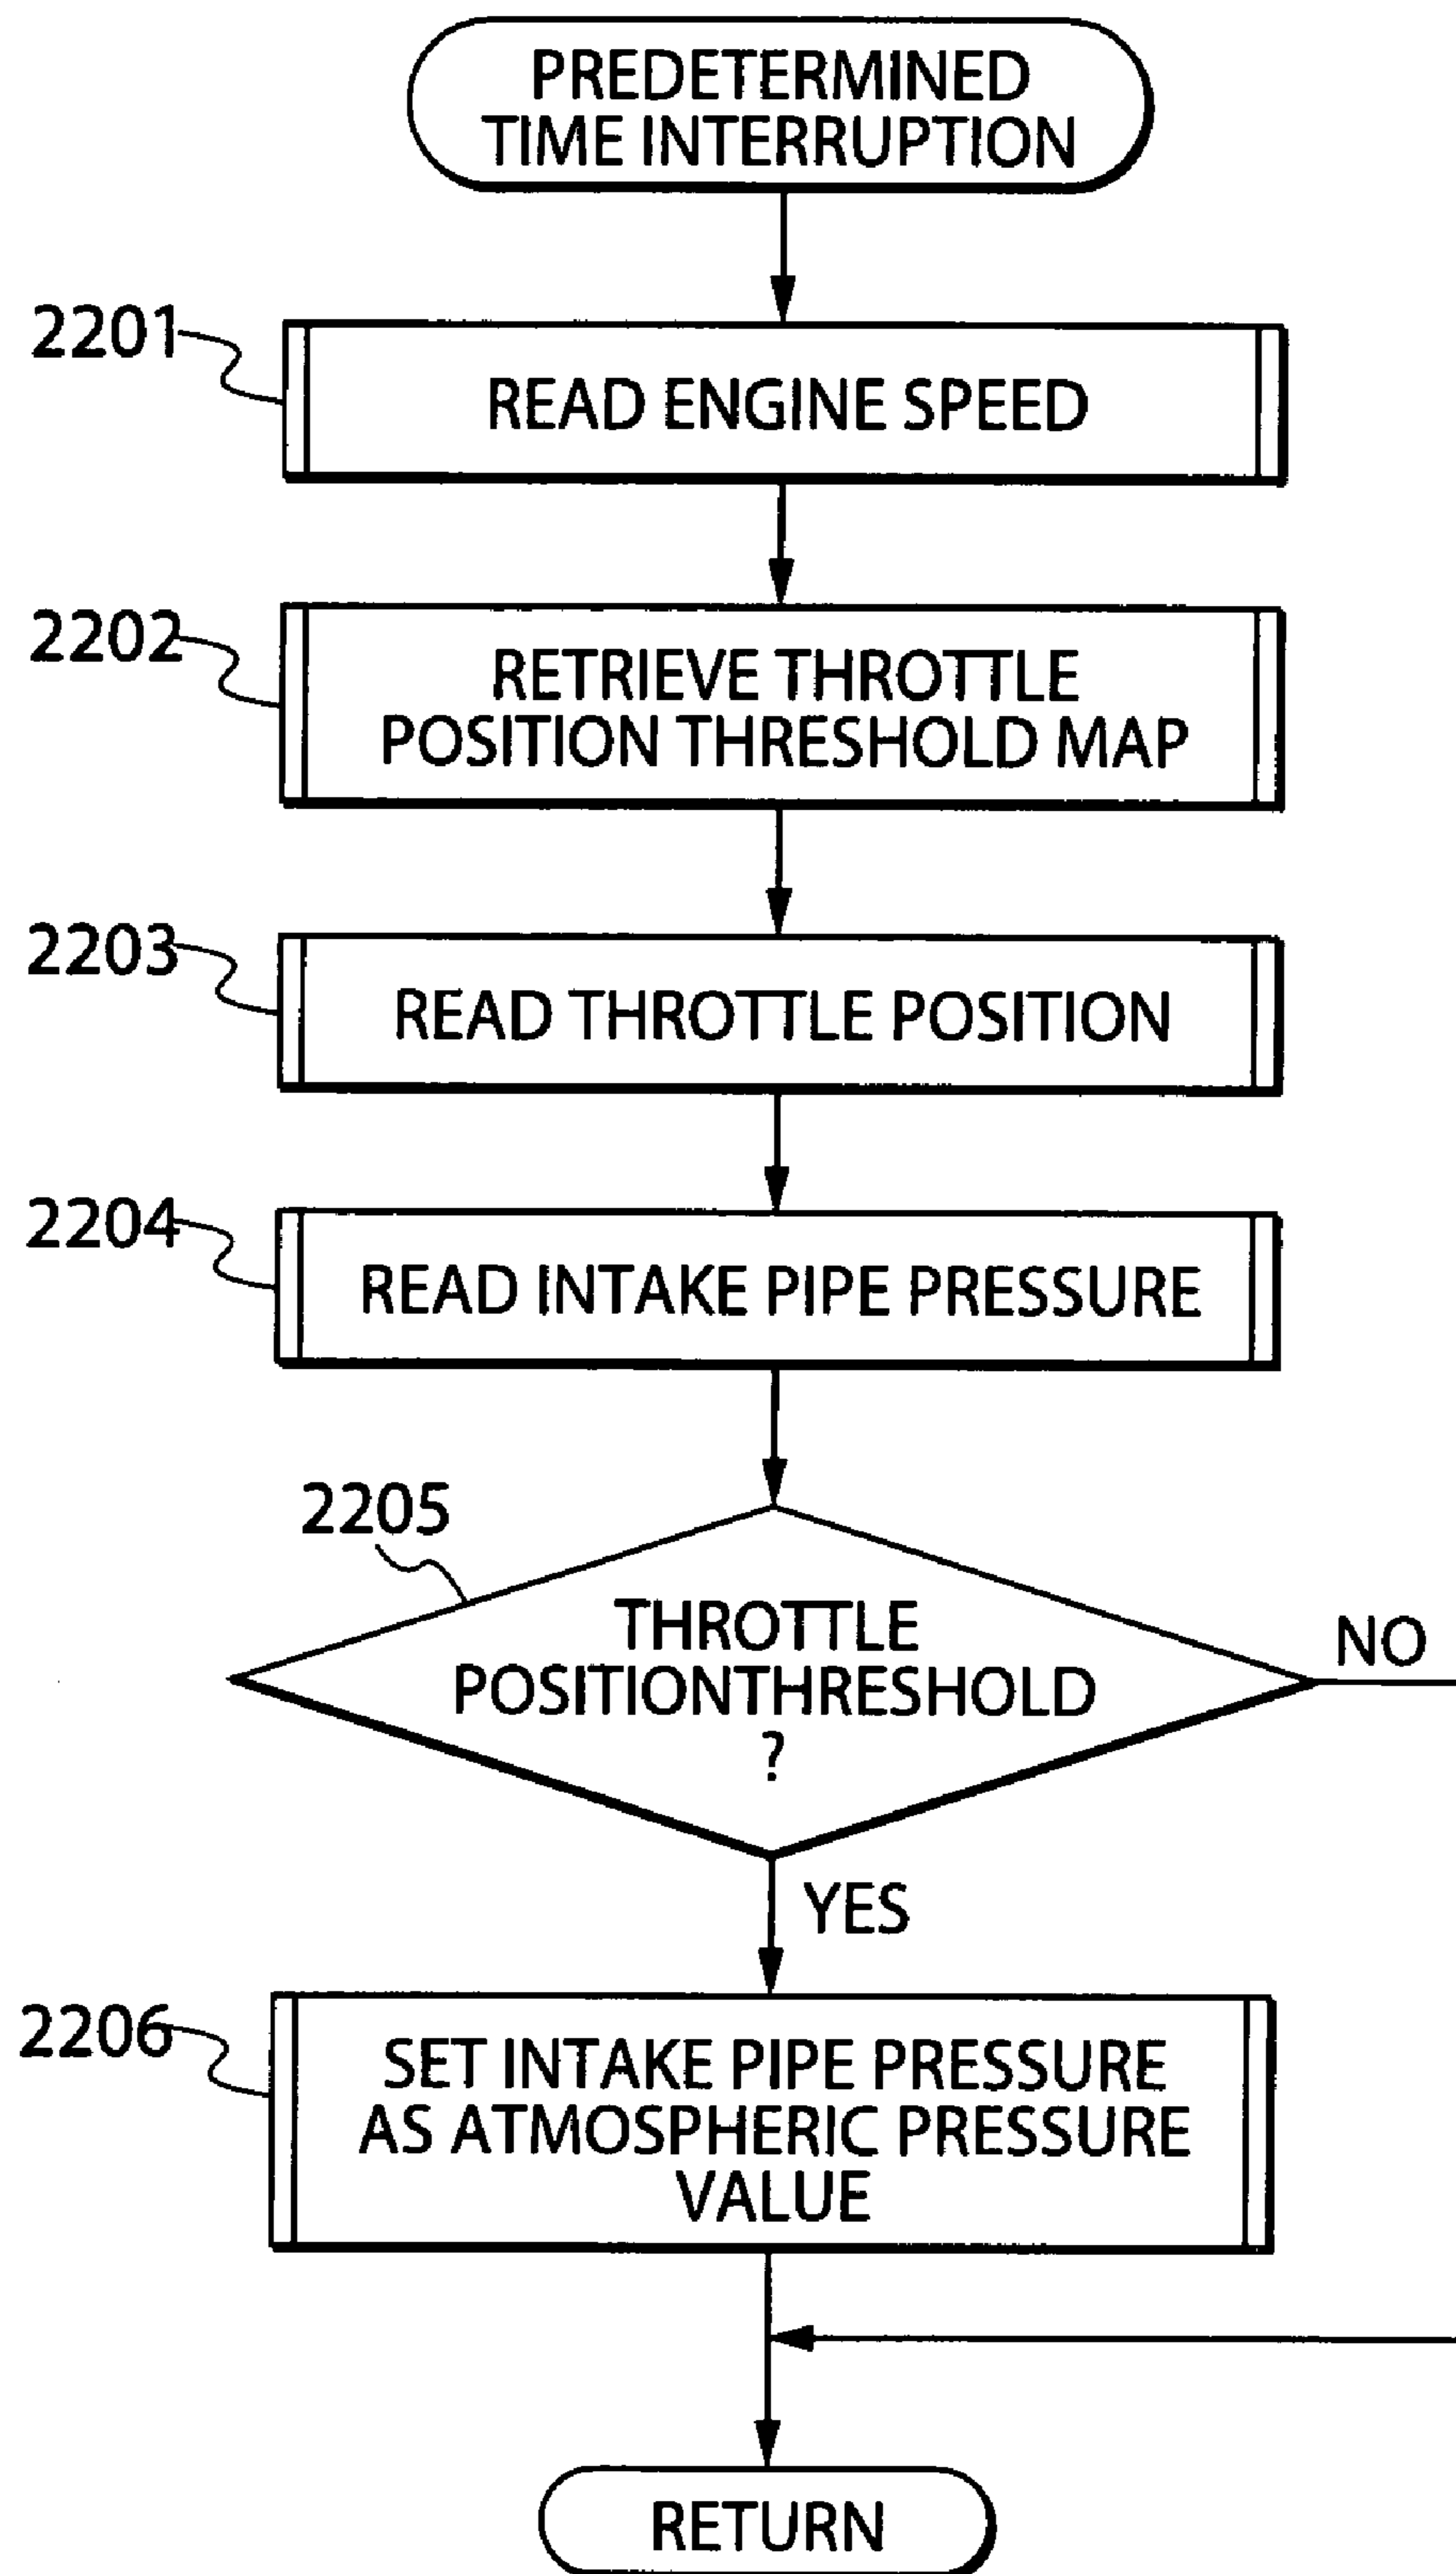 PREDETERMINED
TIME INTERRUPTION
2201
READ ENGINE SPEED
2202
RETRIEVE THROTTLE
POSITION THRESHOLD MAP
2203
READ THROTTLE POSITION
2204
READ INTAKE PIPE PRESSURE
2205
THROTTLE
POSITIONTHRESHOLD
?
NO
YES
2206
SET INTAKE PIPE PRESSURE
AS ATMOSPHERIC PRESSURE
VALUE
RETURN